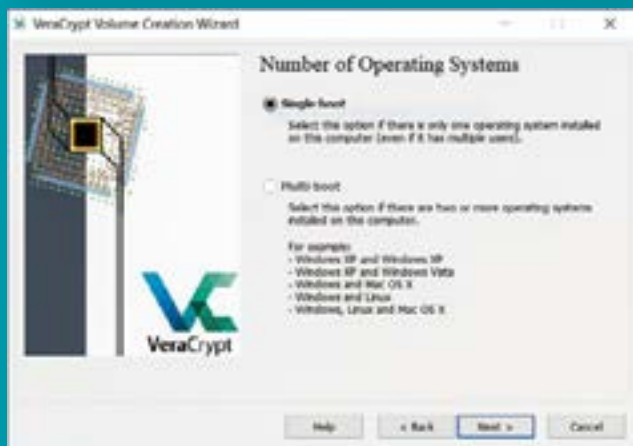 VeraCrypt Volume Creation Wizard
Number of Operating Systems
Single-boot
Select this option if there is only one operating system installed
on this computer (even if it has multiple users).
Multi-boot
Select this option if there are two or more operating systems
installed on this computer.
For example:
- Windows XP and Windows XP
- Windows XP and Windows Vista
- Windows and Mac OS X
- Windows and Linux
- Windows, Linux and Mac OS X
VC
VeraCrypt
Help
< Back
Next >
Cancel